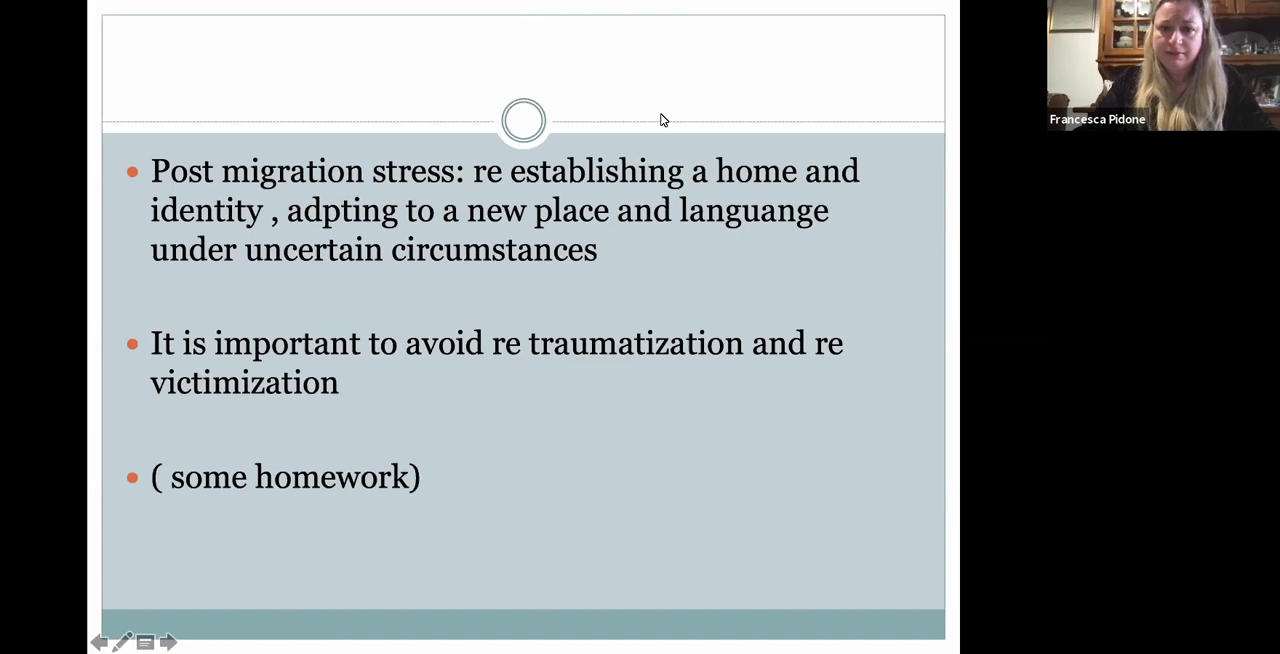 Post migration stress: re establishing a home and
identity , adpting to a new place and languange
under uncertain circumstances
It is important to avoid re traumatization and re
victimization
( some homework)
Francesca Pidone